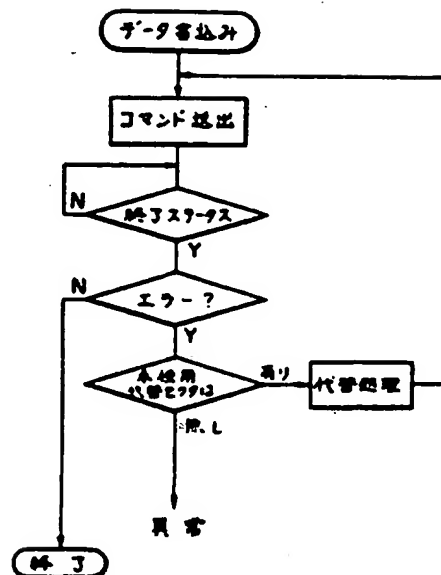 データ書込み
コマンド送出
N
終了ステータス
Y
N
エラー?
Y
未使用
代替セクタは
有り
代替処理
無し
異常
終了